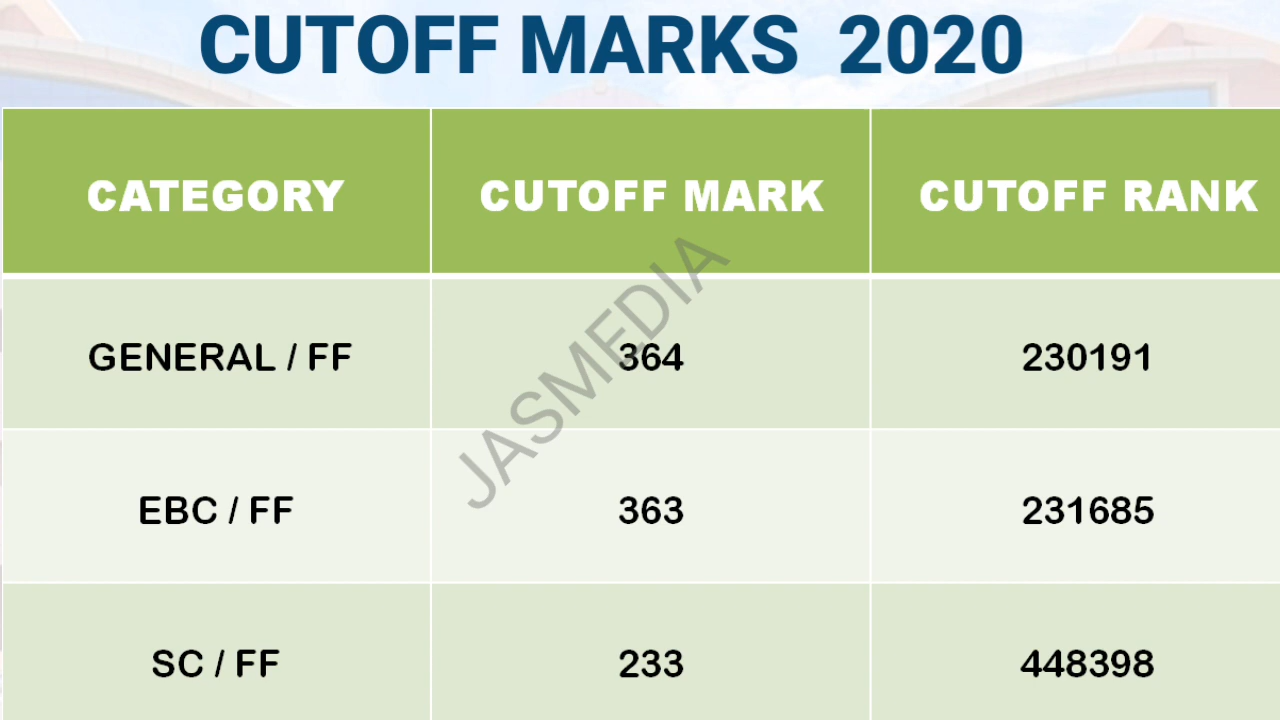 CUTOFF MARKS 2020
CATEGORY CUTOFF MARK CUTOFF RANK
GENERAL / FF 364 230191
EBC / FF 363 231685
SC / FF 233 448398
JASMEDIA